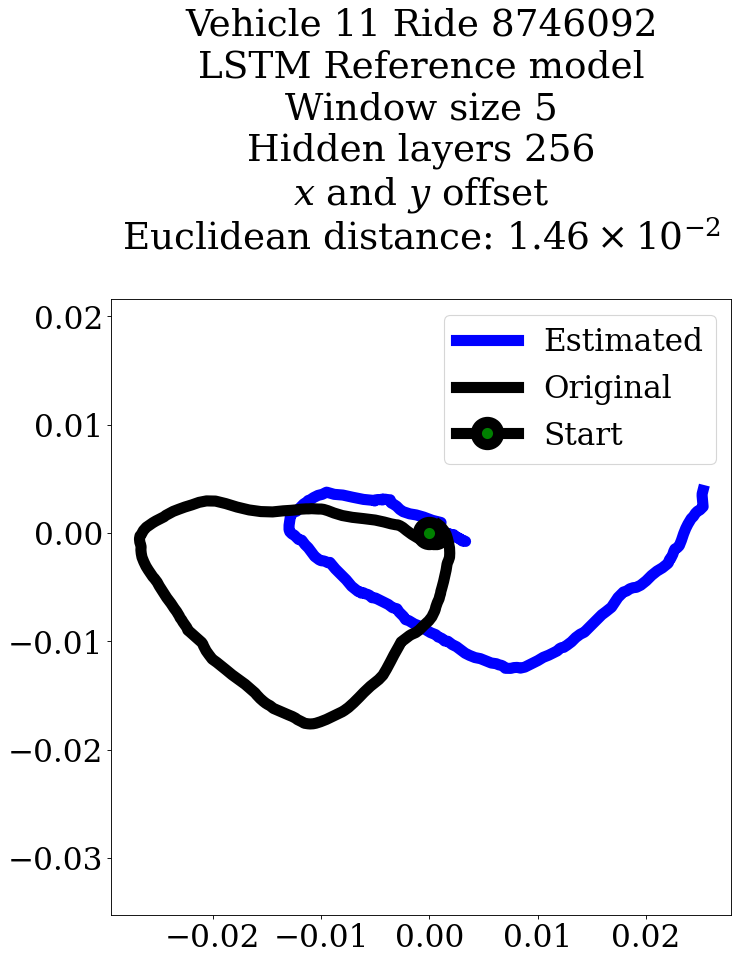 Vehicle 11 Ride 8746092
LSTM Reference model
Window size 5
Hidden layers 256
x and y offset
Euclidean distance: 1.46 × 10⁻²
Estimated
Original
Start
0.02
0.01
0.00
−0.01
−0.02
−0.03
−0.02 −0.01 0.00 0.01 0.02